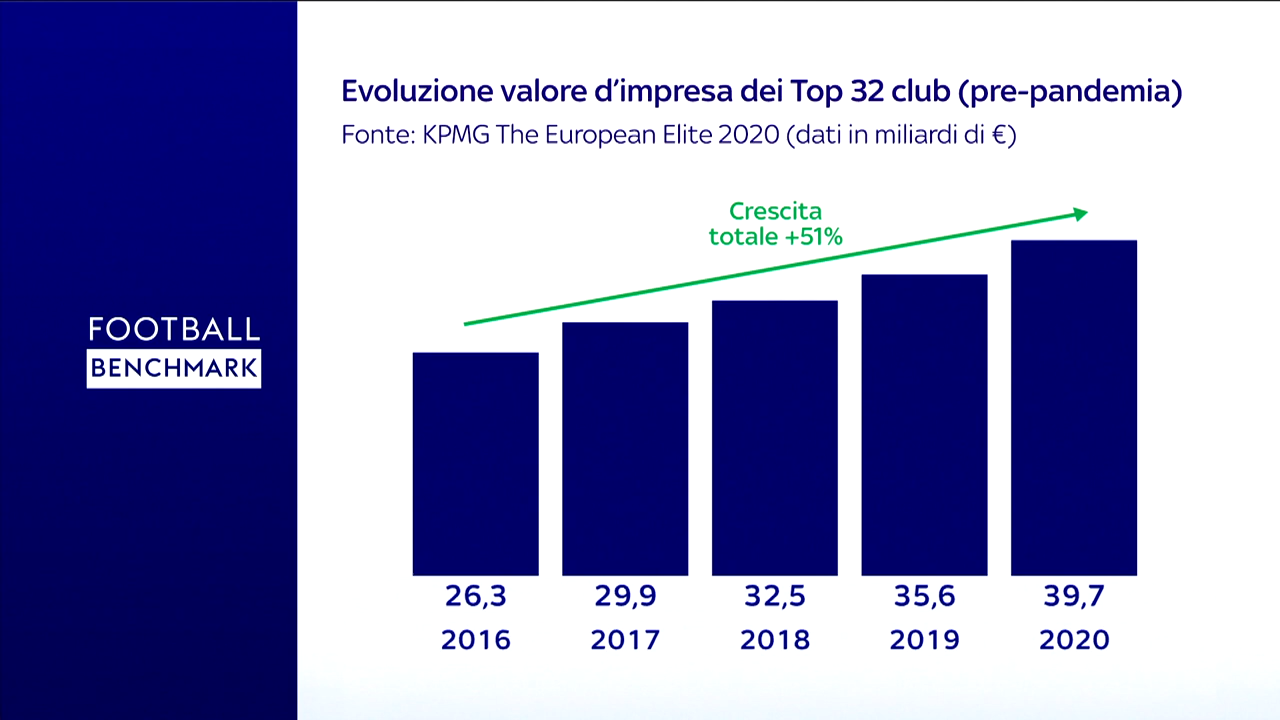 FOOTBALL
BENCHMARK
Evoluzione valore d'impresa dei Top 32 club (pre-pandemia)
Fonte: KPMG The European Elite 2020 (dati in miliardi di €)
Crescita
totale +51%
26,3 29,9 32,5 35,6 39,7
2016 2017 2018 2019 2020